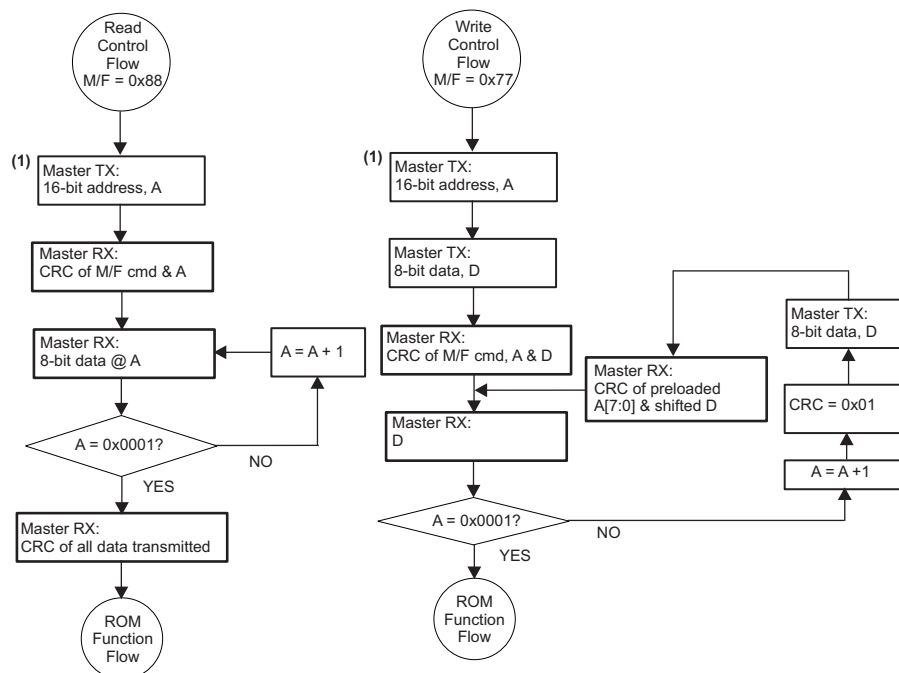 Read
Control
Flow
M/F = 0x88
(1)
Master TX:
16-bit address, A
Master RX:
CRC of M/F cmd & A
Master RX:
8-bit data @ A
A = A + 1
A = 0x0001?
NO
YES
Master RX:
CRC of all data transmitted
ROM
Function
Flow
Write
Control
Flow
M/F = 0x77
(1)
Master TX:
16-bit address, A
Master TX:
8-bit data, D
Master RX:
CRC of M/F cmd, A & D
Master RX:
D
A = 0x0001?
NO
YES
ROM
Function
Flow
A = A +1
CRC = 0x01
Master TX:
8-bit data, D
Master RX:
CRC of preloaded
A[7:0] & shifted D